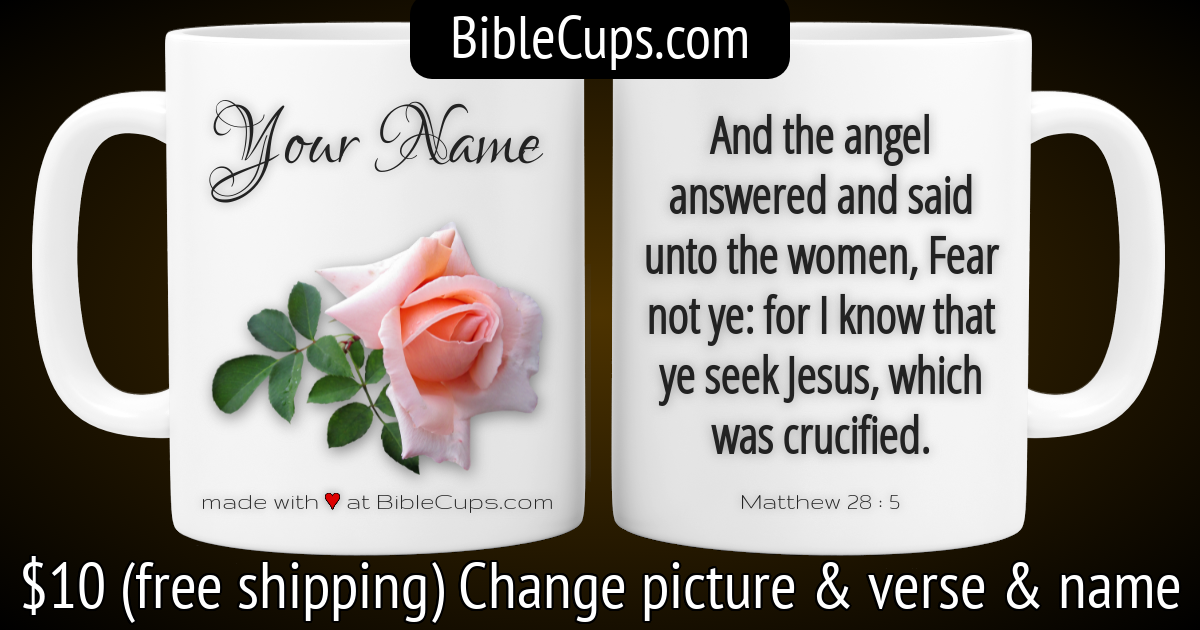 BibleCups.com
Your Name
made with ♥ at BibleCups.com
And the angel
answered and said
unto the women, Fear
not ye: for I know that
ye seek Jesus, which
was crucified.
Matthew 28 : 5
$10 (free shipping) Change picture & verse & name